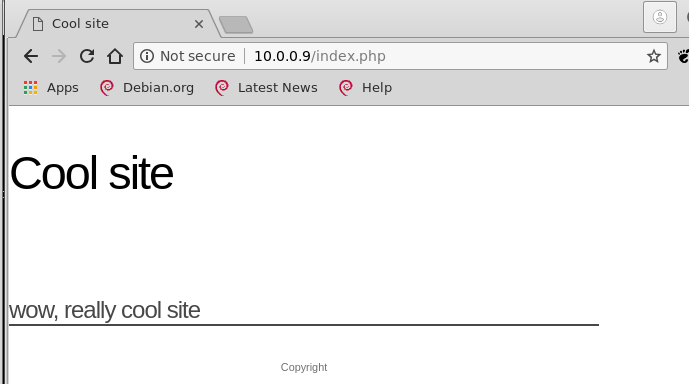 Cool site
Not secure 10.0.0.9/index.php
Apps Debian.org Latest News Help
Cool site
wow, really cool site
Copyright